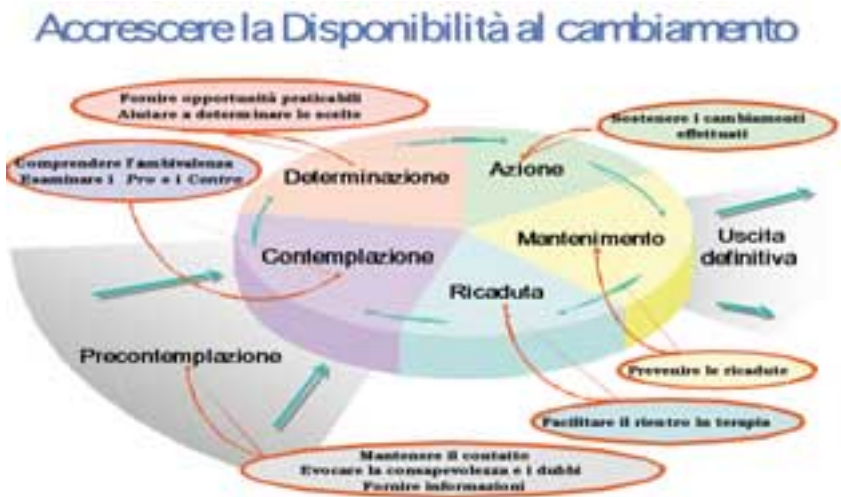 Accrescere la Disponibilità al cambiamento
Fornire opportunità praticabili
Aiutare a determinare le scelte
Sostenere i cambiamenti
effettuati
Comprendere l'ambivalenza
Esaminare i Pro e i Contro
Determinazione
Azione
Contemplazione
Mantenimento
Uscita
definitiva
Ricaduta
Precontemplazione
Prevenire le ricadute
Facilitare il rientro in terapia
Mantenere il contatto
Evocare la consapevolezza e i dubbi
Fornire informazioni